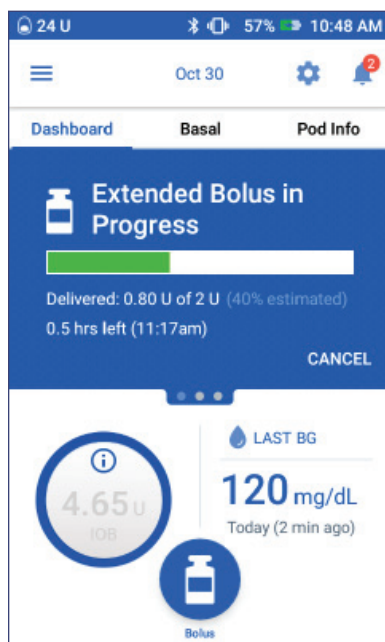 24 U 57% 10:48 AM
Oct 30 2
Dashboard Basal Pod Info
Extended Bolus in
Progress
Delivered: 0.80 U of 2 U (40% estimated)
0.5 hrs left (11:17am)
CANCEL
4.65 U
IOB
LAST BG
120 mg/dL
Today (2 min ago)
Bolus